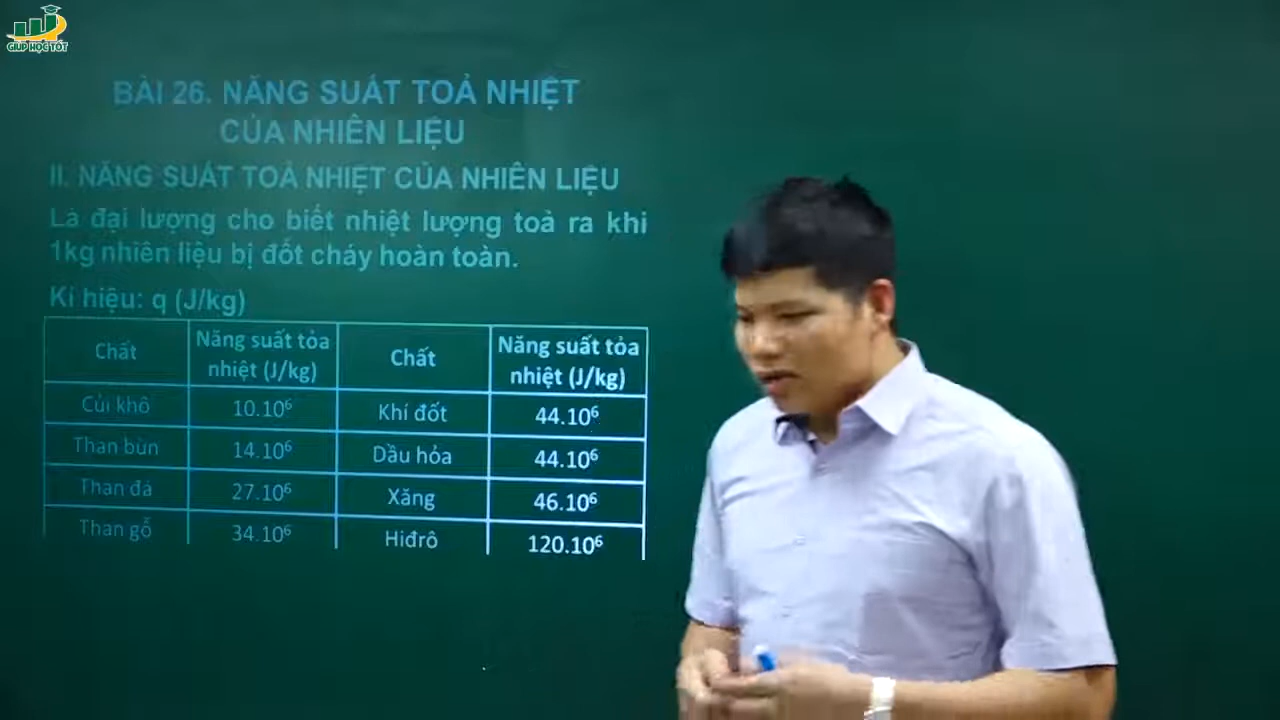 GIÚP HỌC TỐT
BÀI 26. NĂNG SUẤT TOẢ NHIỆT
CỦA NHIÊN LIỆU
II. NĂNG SUẤT TOẢ NHIỆT CỦA NHIÊN LIỆU
Là đại lượng cho biết nhiệt lượng toả ra khi
1kg nhiên liệu bị đốt cháy hoàn toàn.
Kí hiệu: q (J/kg)
Chất Năng suất tỏa nhiệt (J/kg) Chất Năng suất tỏa nhiệt (J/kg)
Củi khô 10.10⁶ Khí đốt 44.10⁶
Than bùn 14.10⁶ Dầu hỏa 44.10⁶
Than đá 27.10⁶ Xăng 46.10⁶
Than gỗ 34.10⁶ Hiđrô 120.10⁶